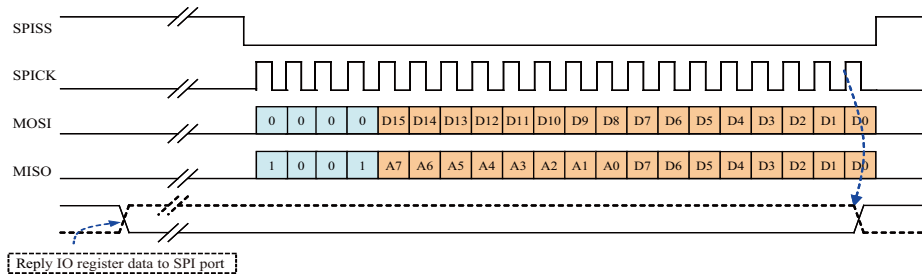 SPISS
SPICK
MOSI 0 0 0 0 D15 D14 D13 D12 D11 D10 D9 D8 D7 D6 D5 D4 D3 D2 D1 D0
MISO 1 0 0 1 A7 A6 A5 A4 A3 A2 A1 A0 D7 D6 D5 D4 D3 D2 D1 D0
Reply IO register data to SPI port